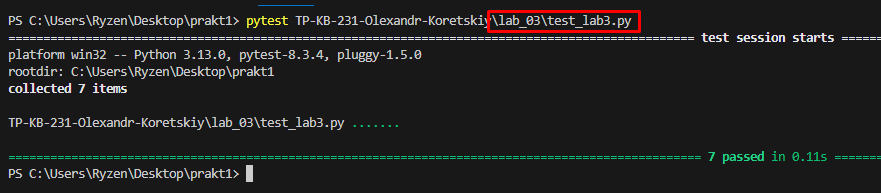 PS C:\Users\Ryzen\Desktop\prakt1> pytest TP-KB-231-Olexandr-Koretskiy\lab_03\test_lab3.py
======================================================================================= test session starts ======
platform win32 -- Python 3.13.0, pytest-8.3.4, pluggy-1.5.0
rootdir: C:\Users\Ryzen\Desktop\prakt1
collected 7 items
TP-KB-231-Olexandr-Koretskiy\lab_03\test_lab3.py .......
======================================================================================== 7 passed in 0.11s =======
PS C:\Users\Ryzen\Desktop\prakt1>